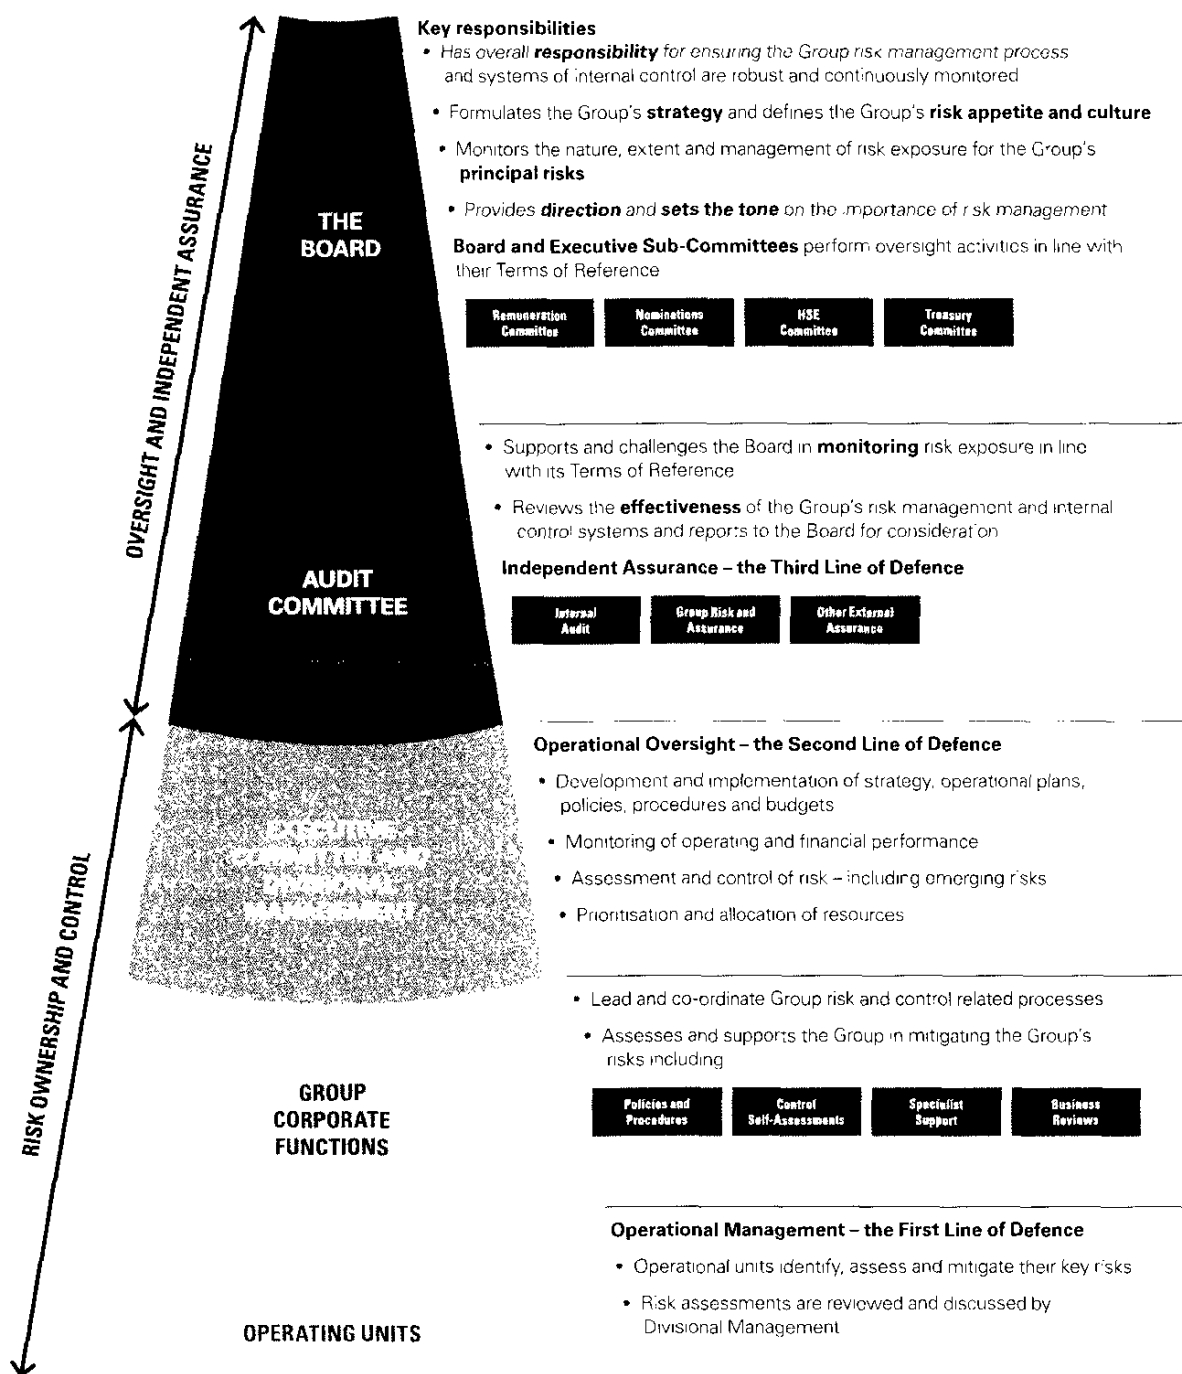 Key responsibilities
• Has overall responsibility for ensuring the Group risk management process
and systems of internal control are robust and continuously monitored
• Formulates the Group's strategy and defines the Group's risk appetite and culture
• Monitors the nature, extent and management of risk exposure for the Group's
principal risks
• Provides direction and sets the tone on the importance of risk management
THE
BOARD
Board and Executive Sub-Committees perform oversight activities in line with
their Terms of Reference
Remuneration
Committee
Nominations
Committee
HSE
Committee
Treasury
Committee
OVERSIGHT AND INDEPENDENT ASSURANCE
• Supports and challenges the Board in monitoring risk exposure in line
with its Terms of Reference
• Reviews the effectiveness of the Group's risk management and internal
control systems and reports to the Board for consideration
AUDIT
COMMITTEE
Independent Assurance – the Third Line of Defence
Internal
Audit
Group Risk and
Assurance
Other External
Assurance
Operational Oversight – the Second Line of Defence
• Development and implementation of strategy, operational plans,
policies, procedures and budgets
• Monitoring of operating and financial performance
• Assessment and control of risk – including emerging risks
• Prioritisation and allocation of resources
EXECUTIVE
COMMITTEE AND
DIVISIONAL
MANAGEMENT
RISK OWNERSHIP AND CONTROL
• Lead and co-ordinate Group risk and control related processes
• Assesses and supports the Group in mitigating the Group's
risks including
GROUP
CORPORATE
FUNCTIONS
Policies and
Procedures
Control
Self-Assessments
Specialist
Support
Business
Reviews
Operational Management – the First Line of Defence
• Operational units identify, assess and mitigate their key risks
• Risk assessments are reviewed and discussed by
Divisional Management
OPERATING UNITS